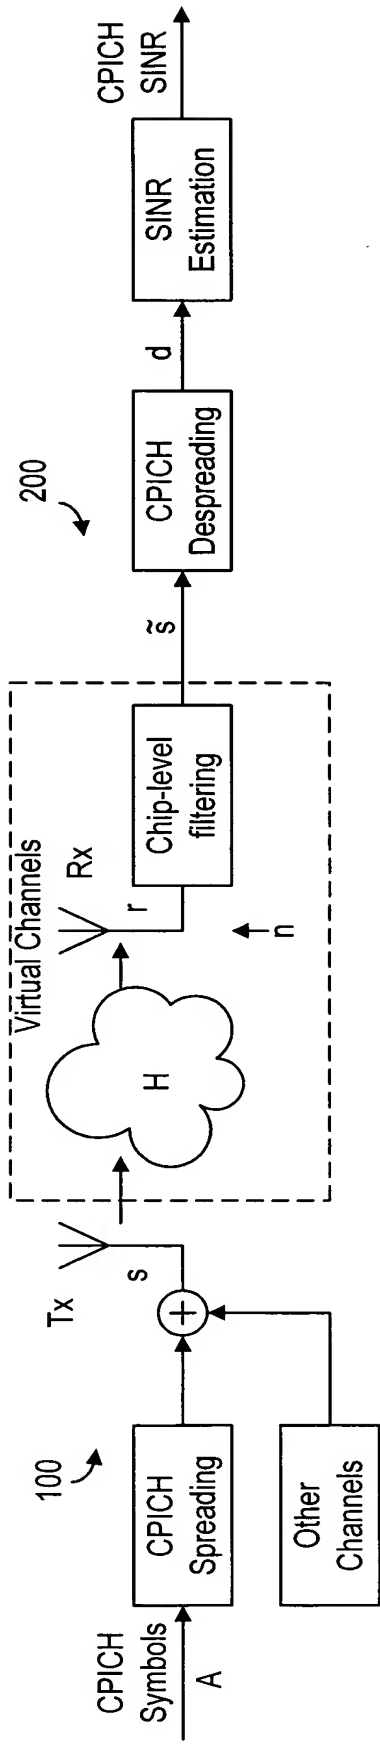 CPICH
Symbols
A
100
CPICH
Spreading
Other
Channels
+
Tx
s
Virtual Channels
H
Rx
r
n
Chip-level
filtering
s̃
200
CPICH
Despreading
d
SINR
Estimation
CPICH
SINR